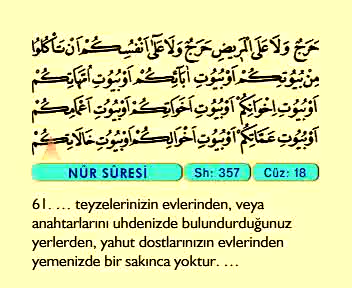 حَرَجٌ وَلَا عَلَى الْمَر۪يضِ حَرَجٌ وَلَا عَلٰٓى اَنْفُسِكُمْ اَنْ تَأْكُلُوا
مِنْ بُيُوتِكُمْ اَوْ بُيُوتِ اٰبَٓائِكُمْ اَوْ بُيُوتِ اُمَّهَاتِكُمْ
اَوْ بُيُوتِ اِخْوَانِكُمْ اَوْ بُيُوتِ اَخَوَاتِكُمْ اَوْ بُيُوتِ اَعْمَامِكُمْ
اَوْ بُيُوتِ عَمَّاتِكُمْ اَوْ بُيُوتِ اَخْوَالِكُمْ اَوْ بُيُوتِ خَالَاتِكُمْ
NÛR SÛRESİ Sh: 357 Cüz: 18
61. … teyzelerinizin evlerinden, veya
anahtarlarını uhdenizde bulundurduğunuz
yerlerden, yahut dostlarınızın evlerinden
yemenizde bir sakınca yoktur. …